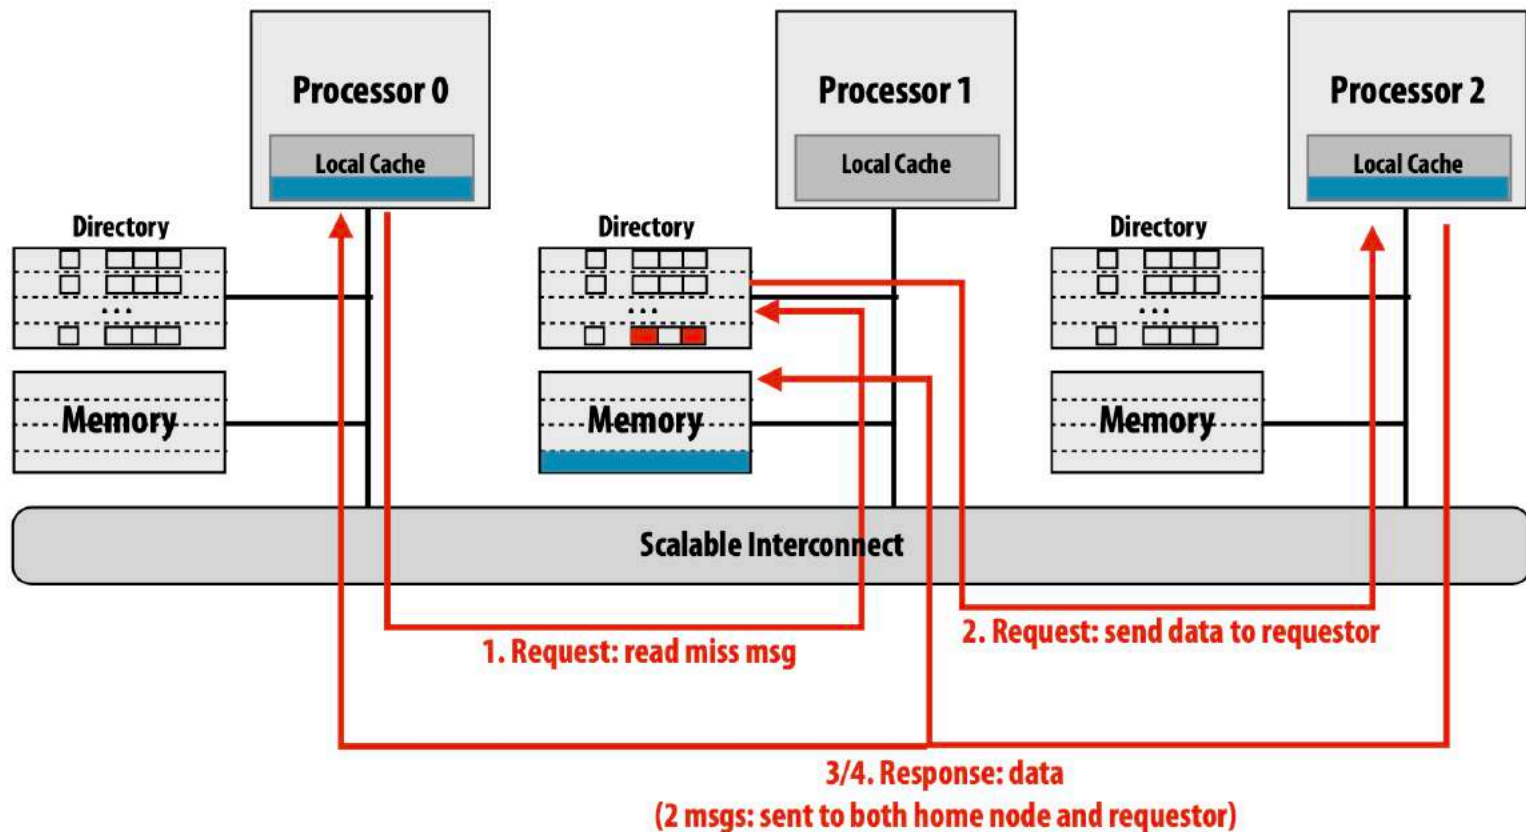 Processor 0
Processor 1
Processor 2
Local Cache
Local Cache
Local Cache
Directory
Directory
Directory
...
...
...
Memory
Memory
Memory
Scalable Interconnect
1. Request: read miss msg
2. Request: send data to requestor
3/4. Response: data
(2 msgs: sent to both home node and requestor)